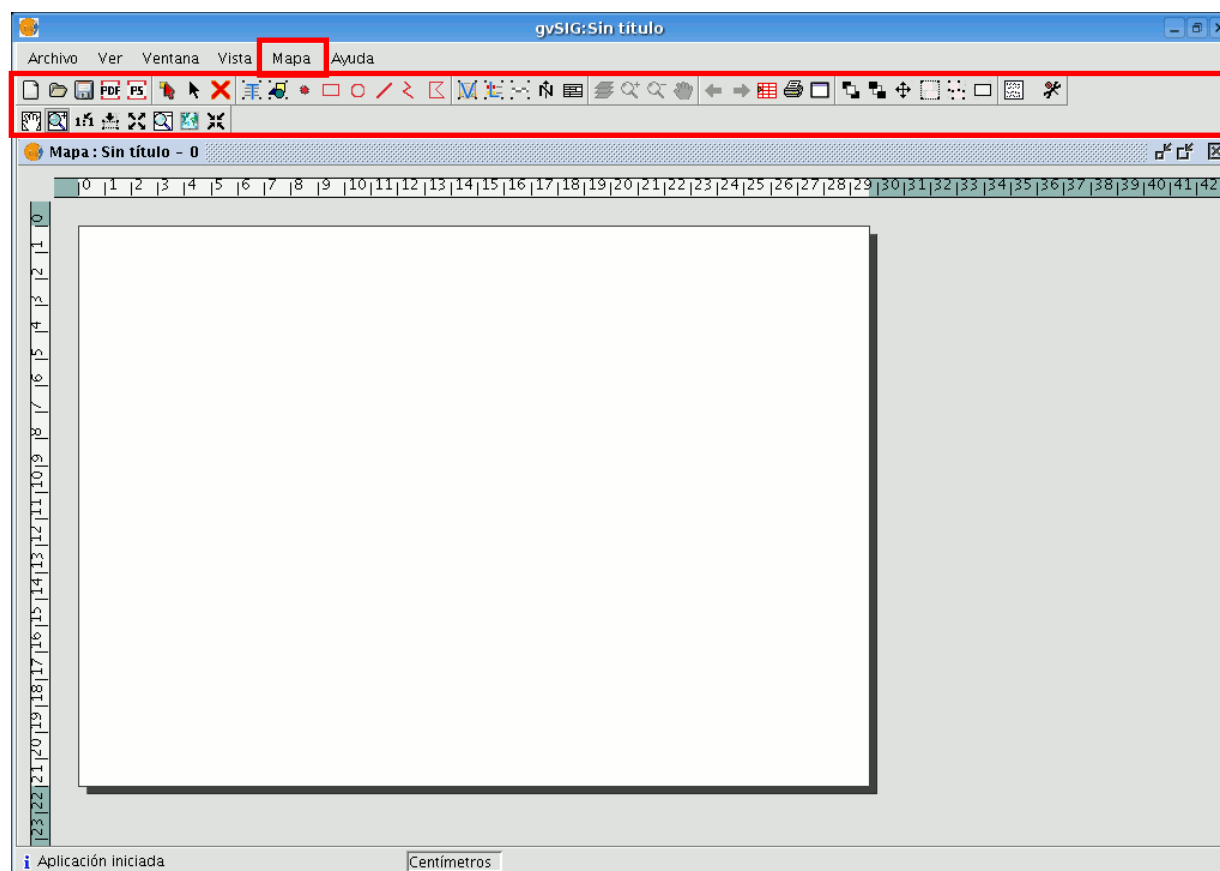 gvSIG:Sin título
Archivo Ver Ventana Vista Mapa Ayuda
PDF PS N
1:1
Mapa : Sin título - 0
0 1 2 3 4 5 6 7 8 9 10 11 12 13 14 15 16 17 18 19 20 21 22 23 24 25 26 27 28 29 30 31 32 33 34 35 36 37 38 39 40 41 42
0 1 2 3 4 5 6 7 8 9 10 11 12 13 14 15 16 17 18 19 20 21 22 23
i Aplicación iniciada Centímetros